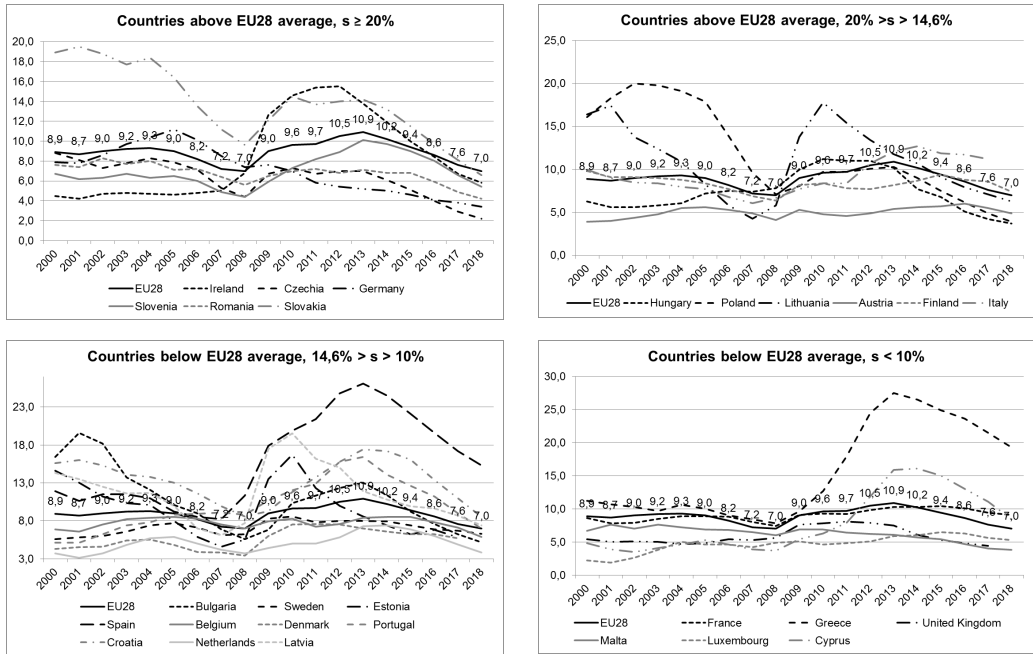 Countries above EU28 average, s ≥ 20%
20,0
18,0
16,0
14,0
12,0
10,0
8,0
6,0
4,0
2,0
0,0
8,9 8,7 9,0 9,2 9,3 9,0 8,2 7,2 7,0 9,0 9,6 9,7 10,5 10,9 10,2 9,4 8,6 7,6 7,0
2000 2001 2002 2003 2004 2005 2006 2007 2008 2009 2010 2011 2012 2013 2014 2015 2016 2017 2018
EU28 Ireland Czechia Germany
Slovenia Romania Slovakia
Countries above EU28 average, 20% >s > 14,6%
25,0
20,0
15,0
10,0
5,0
0,0
8,9 8,7 9,0 9,2 9,3 9,0 8,2 7,2 7,0 9,0 9,6 9,7 10,5 10,9 10,2 9,4 8,6 7,6 7,0
2000 2001 2002 2003 2004 2005 2006 2007 2008 2009 2010 2011 2012 2013 2014 2015 2016 2017 2018
EU28 Hungary Poland Lithuania Austria Finland Italy
Countries below EU28 average, 14,6% > s > 10%
23,0
18,0
13,0
8,0
3,0
8,9 8,7 9,0 9,2 9,3 9,0 8,2 7,2 7,0 9,0 9,6 9,7 10,5 10,9 10,2 9,4 8,6 7,6 7,0
2000 2001 2002 2003 2004 2005 2006 2007 2008 2009 2010 2011 2012 2013 2014 2015 2016 2017 2018
EU28 Bulgaria Sweden Estonia
Spain Belgium Denmark Portugal
Croatia Netherlands Latvia
Countries below EU28 average, s < 10%
30,0
25,0
20,0
15,0
10,0
5,0
0,0
8,9 8,7 9,0 9,2 9,3 9,0 8,2 7,2 7,0 9,0 9,6 9,7 10,5 10,9 10,2 9,4 8,6 7,6 7,0
2000 2001 2002 2003 2004 2005 2006 2007 2008 2009 2010 2011 2012 2013 2014 2015 2016 2017 2018
EU28 France Greece United Kingdom
Malta Luxembourg Cyprus